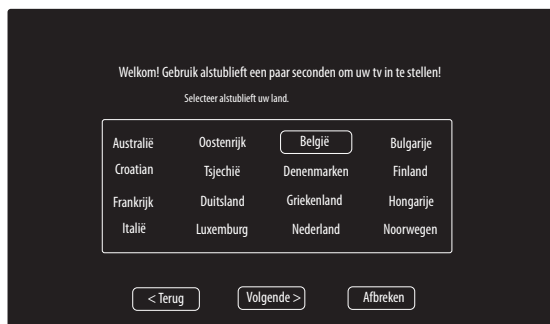 Welkom! Gebruik alstublieft een paar seconden om uw tv in te stellen!
Selecteer alstublieft uw land.
Australië Oostenrijk België Bulgarije
Croatian Tsjechië Denenmarken Finland
Frankrijk Duitsland Griekenland Hongarije
Italië Luxemburg Nederland Noorwegen
< Terug Volgende > Afbreken